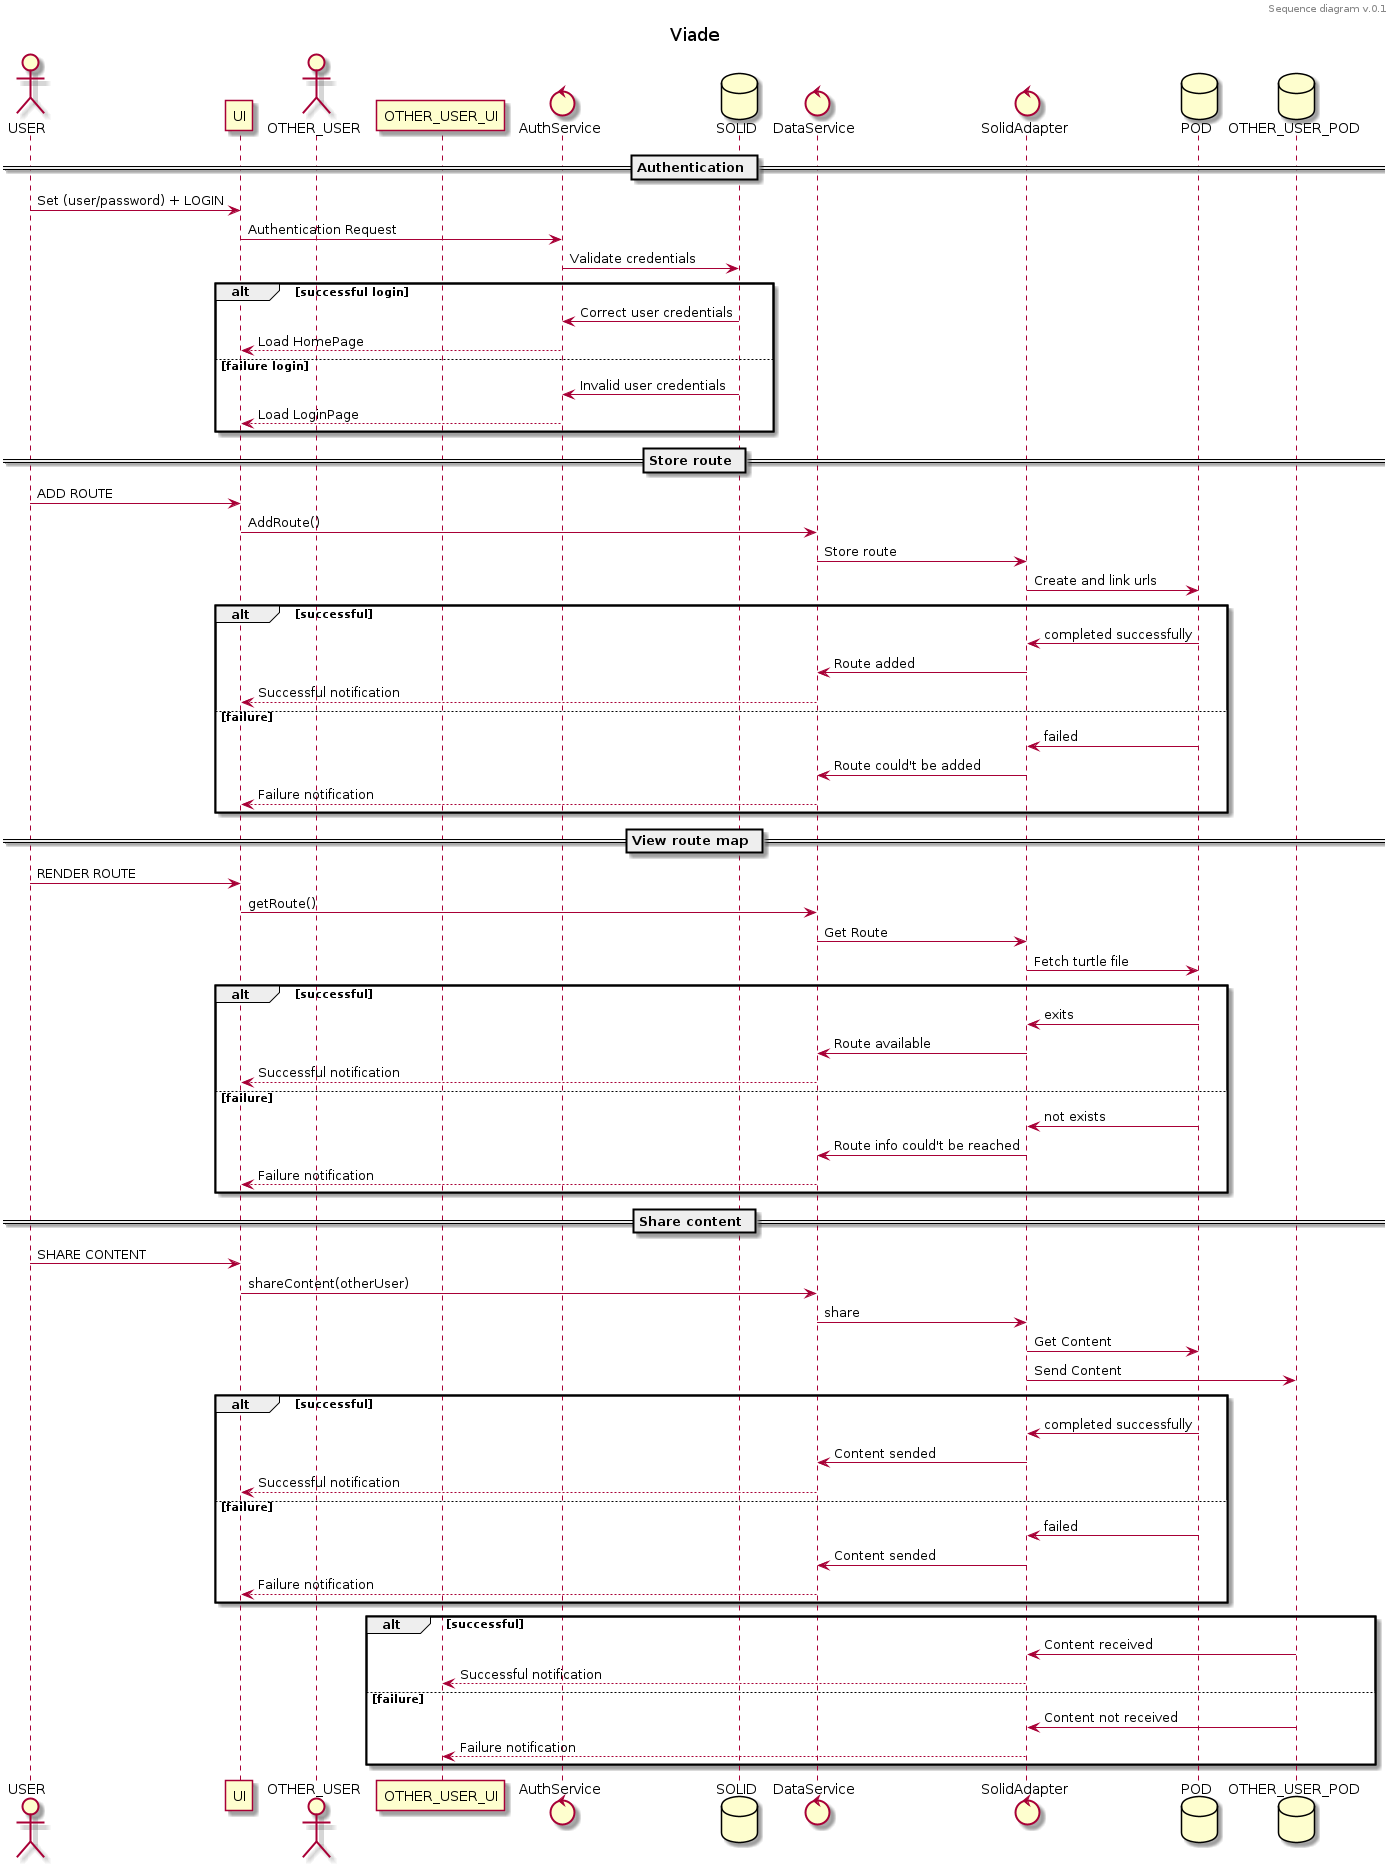 Sequence diagram v.0.1
Viade
USER
UI
OTHER_USER
OTHER_USER_UI
AuthService
SOLID
DataService
SolidAdapter
POD
OTHER_USER_POD
Authentication
Set (user/password) + LOGIN
Authentication Request
Validate credentials
alt [successful login]
Correct user credentials
Load HomePage
[failure login]
Invalid user credentials
Load LoginPage
Store route
ADD ROUTE
AddRoute()
Store route
Create and link urls
alt [successful]
completed successfully
Route added
Successful notification
[failure]
failed
Route could't be added
Failure notification
View route map
RENDER ROUTE
getRoute()
Get Route
Fetch turtle file
alt [successful]
exits
Route available
Successful notification
[failure]
not exists
Route info could't be reached
Failure notification
Share content
SHARE CONTENT
shareContent(otherUser)
share
Get Content
Send Content
alt [successful]
completed successfully
Content sended
Successful notification
[failure]
failed
Content sended
Failure notification
alt [successful]
Content received
Successful notification
[failure]
Content not received
Failure notification
USER
UI
OTHER_USER
OTHER_USER_UI
AuthService
SOLID
DataService
SolidAdapter
POD
OTHER_USER_POD